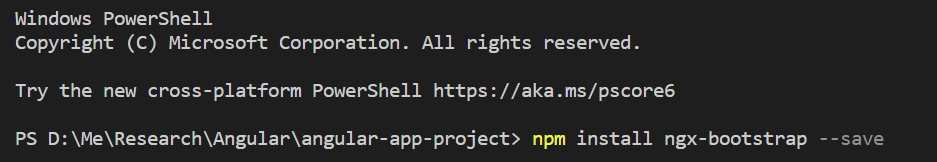 Windows PowerShell
Copyright (C) Microsoft Corporation. All rights reserved.
Try the new cross-platform PowerShell https://aka.ms/pscore6
PS D:\Me\Research\Angular\angular-app-project> npm install ngx-bootstrap --save